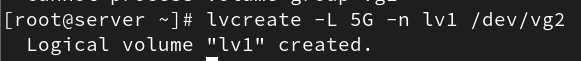 [root@server ~]# lvcreate -L 5G -n lv1 /dev/vg2
  Logical volume "lv1" created.